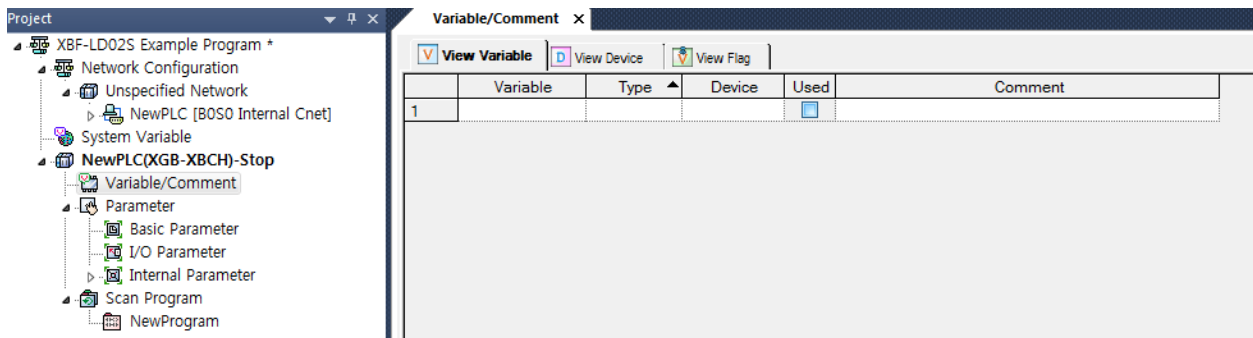 Project
XBF-LD02S Example Program *
Network Configuration
Unspecified Network
NewPLC [B0S0 Internal Cnet]
System Variable
NewPLC(XGB-XBCH)-Stop
Variable/Comment
Parameter
Basic Parameter
I/O Parameter
Internal Parameter
Scan Program
NewProgram
Variable/Comment
V View Variable D View Device View Flag
Variable Type Device Used Comment
1